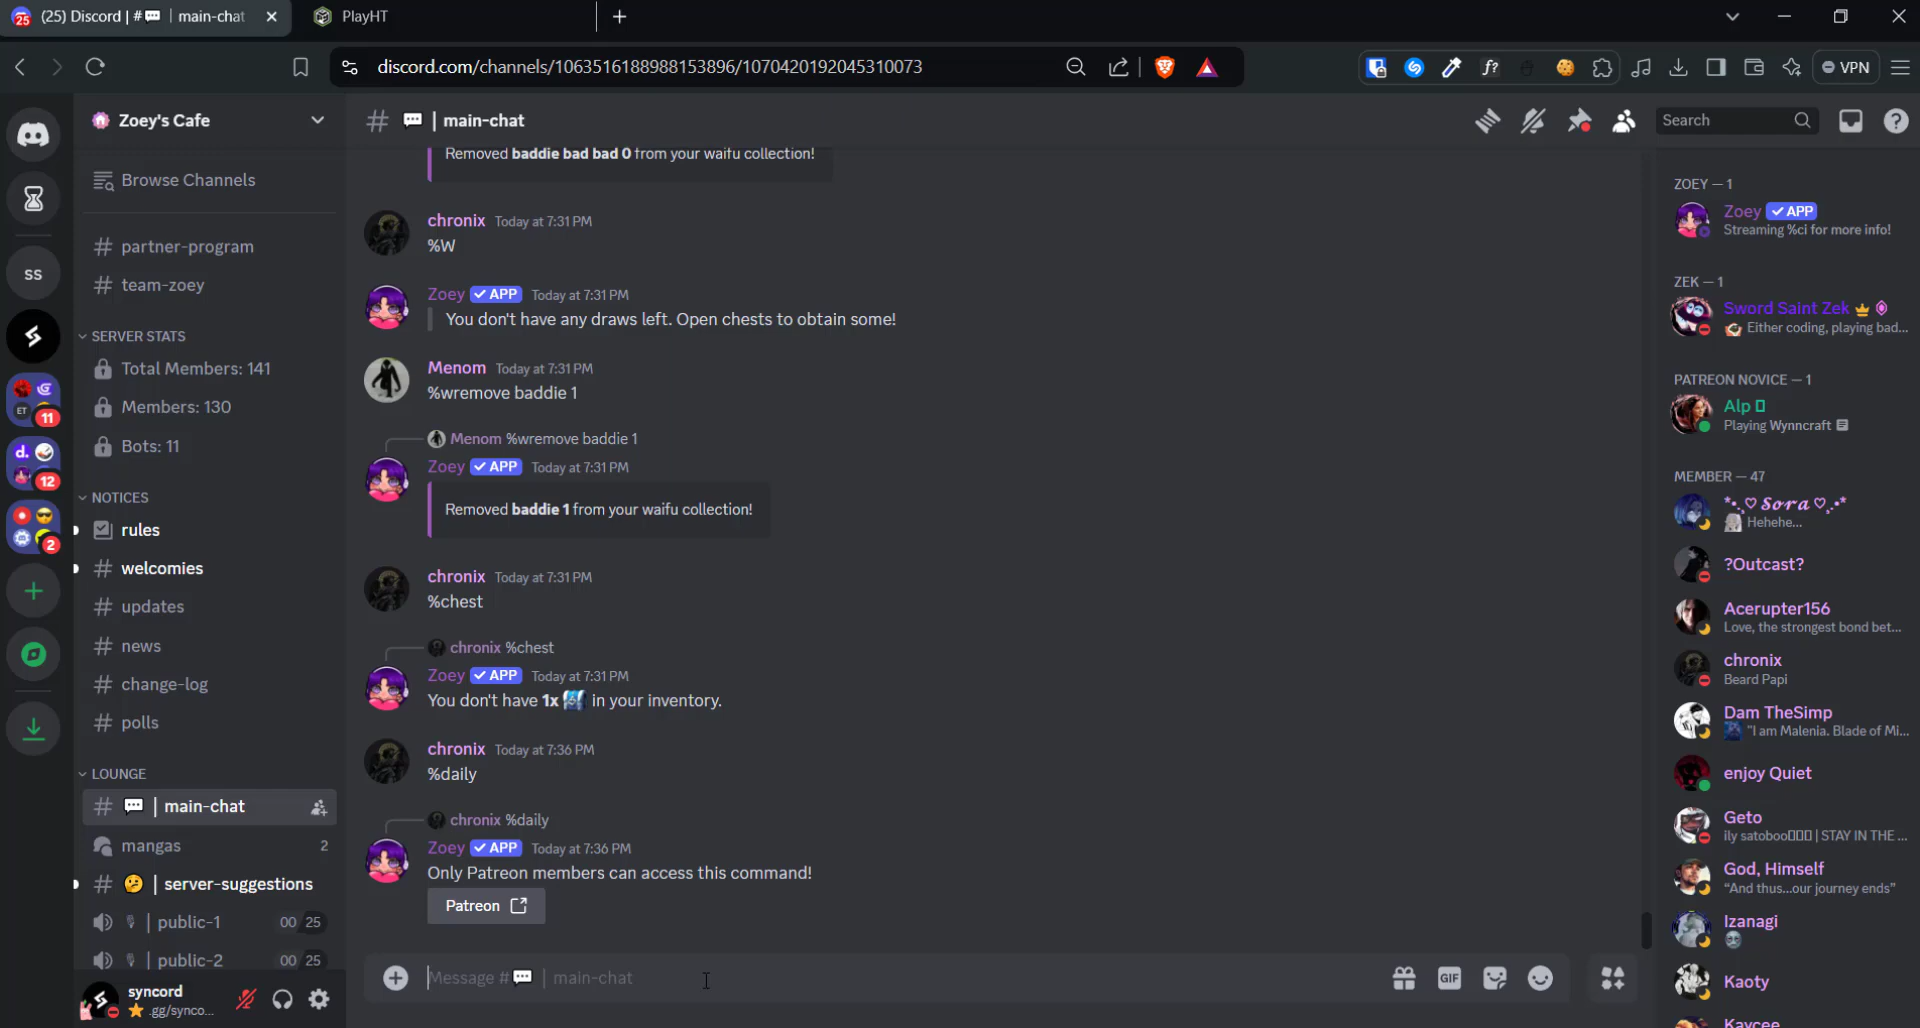 (25) Discord | #💬 | main-chat
PlayHT
discord.com/channels/1063516188988153896/1070420192045310073
VPN
Zoey's Cafe
Browse Channels
# partner-program
# team-zoey
SERVER STATS
Total Members: 141
Members: 130
Bots: 11
NOTICES
rules
# welcomies
# updates
# news
# change-log
# polls
LOUNGE
# 💬 | main-chat
mangas 2
# 🤔 | server-suggestions
| public-1 00 25
| public-2 00 25
syncord
.gg/synco...
SS
ET
11
d.
12
2
# 💬 | main-chat
Search
Removed baddie bad bad 0 from your waifu collection!
chronix Today at 7:31 PM
%W
Zoey ✓ APP Today at 7:31 PM
You don't have any draws left. Open chests to obtain some!
Menom Today at 7:31 PM
%wremove baddie 1
Menom %wremove baddie 1
Zoey ✓ APP Today at 7:31 PM
Removed baddie 1 from your waifu collection!
chronix Today at 7:31 PM
%chest
chronix %chest
Zoey ✓ APP Today at 7:31 PM
You don't have 1x in your inventory.
chronix Today at 7:36 PM
%daily
chronix %daily
Zoey ✓ APP Today at 7:36 PM
Only Patreon members can access this command!
Patreon
Message #💬 | main-chat
GIF
ZOEY — 1
Zoey ✓ APP
Streaming %ci for more info!
ZEK — 1
Sword Saint Zek
Either coding, playing bad...
PATREON NOVICE — 1
Alp
Playing Wynncraft
MEMBER — 47
*•.¸♡ 𝓢𝓸𝓻𝓪 ♡¸.•*
Hehehe...
?Outcast?
Acerupter156
Love, the strongest bond bet...
chronix
Beard Papi
Dam TheSimp
"I am Malenia. Blade of Mi...
enjoy Quiet
Geto
ily satoboo▯▯▯ | STAY IN THE ...
God, Himself
“And thus...our journey ends”
Izanagi
Kaoty
Kaycee